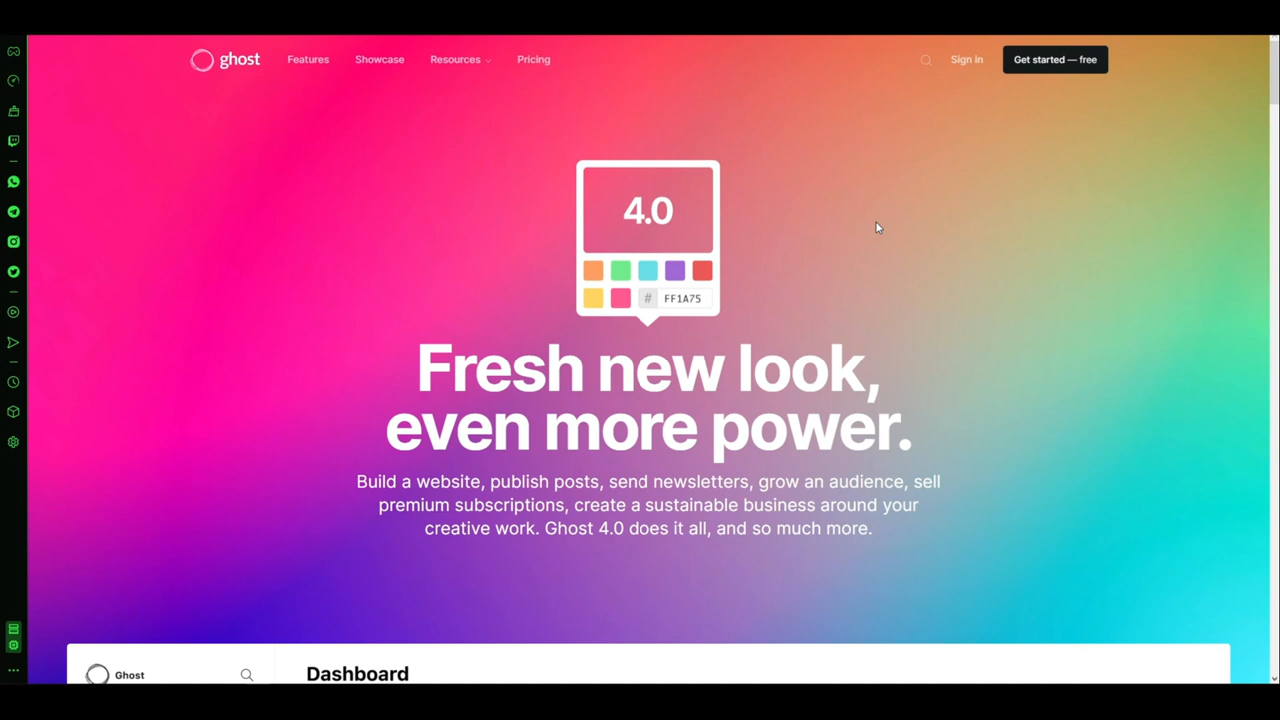 ghost
Features
Showcase
Resources
Pricing
Sign in
Get started — free
4.0
# FF1A75
Fresh new look,
even more power.
Build a website, publish posts, send newsletters, grow an audience, sell
premium subscriptions, create a sustainable business around your
creative work. Ghost 4.0 does it all, and so much more.
Ghost
Dashboard